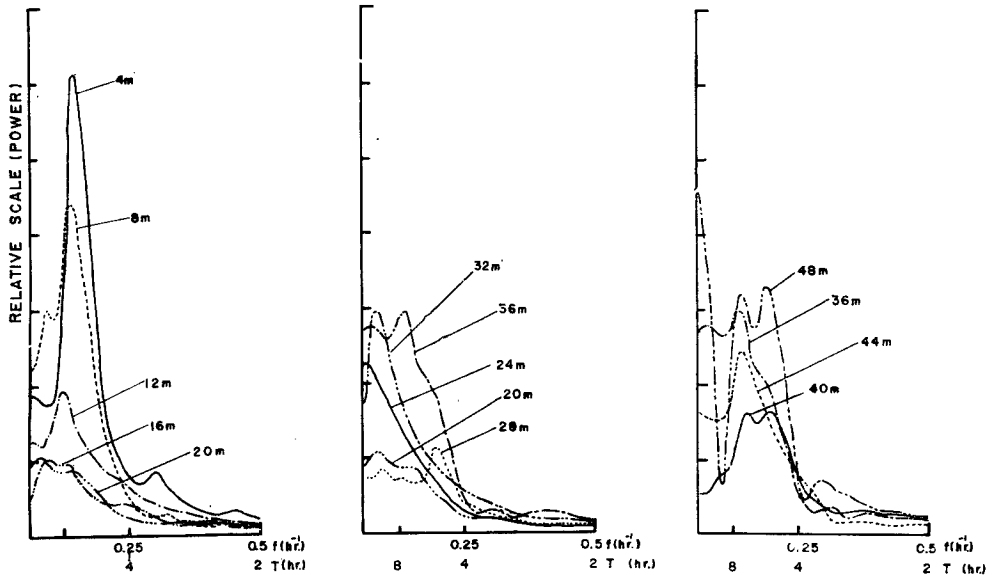 RELATIVE SCALE (POWER)
4m
8m
12m
16m
20m
0.25
0.5 f(hr.⁻¹)
4
2 T(hr.)
32m
56m
24m
20m
28m
0.25
0.5 f(hr.⁻¹)
8
4
2 T (hr.)
48m
36m
44m
40m
0.25
0.5 f(hr.⁻¹)
8
4
2 T (hr.)